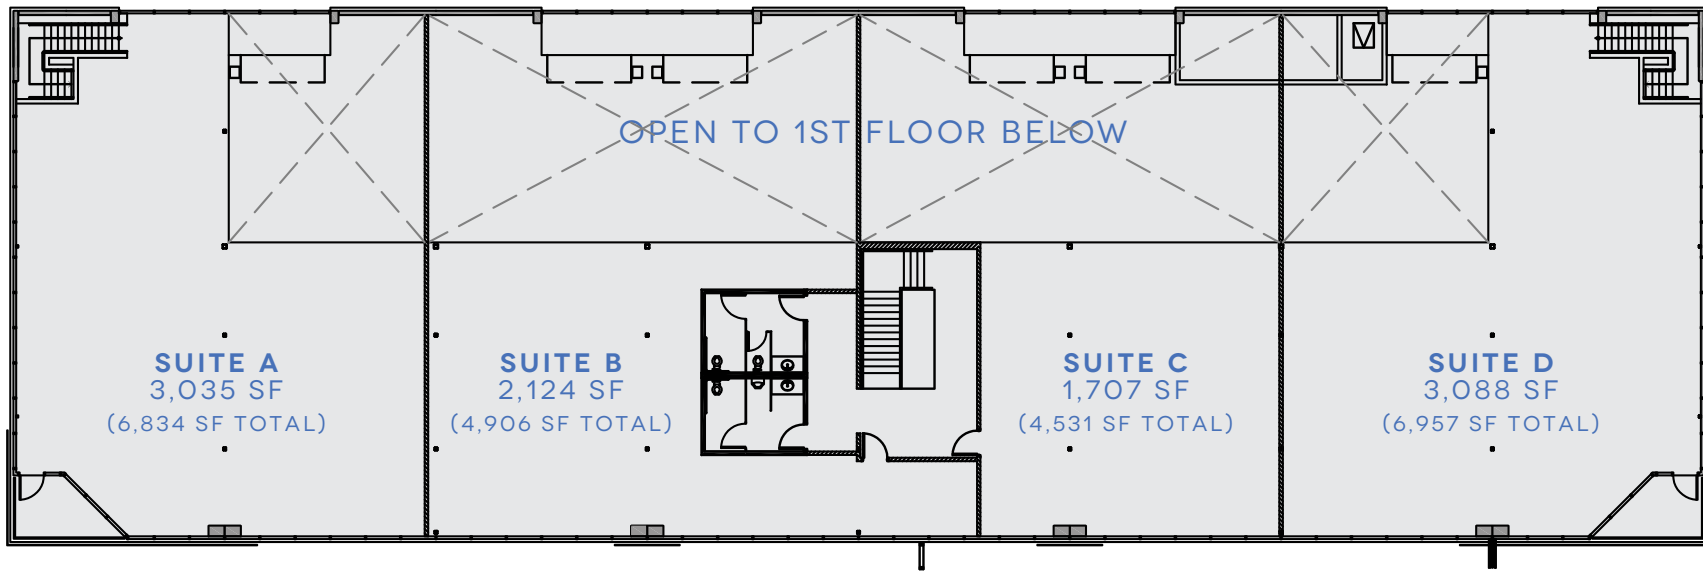 OPEN TO 1ST FLOOR BELOW
SUITE A
3,035 SF
(6,834 SF TOTAL)
SUITE B
2,124 SF
(4,906 SF TOTAL)
SUITE C
1,707 SF
(4,531 SF TOTAL)
SUITE D
3,088 SF
(6,957 SF TOTAL)